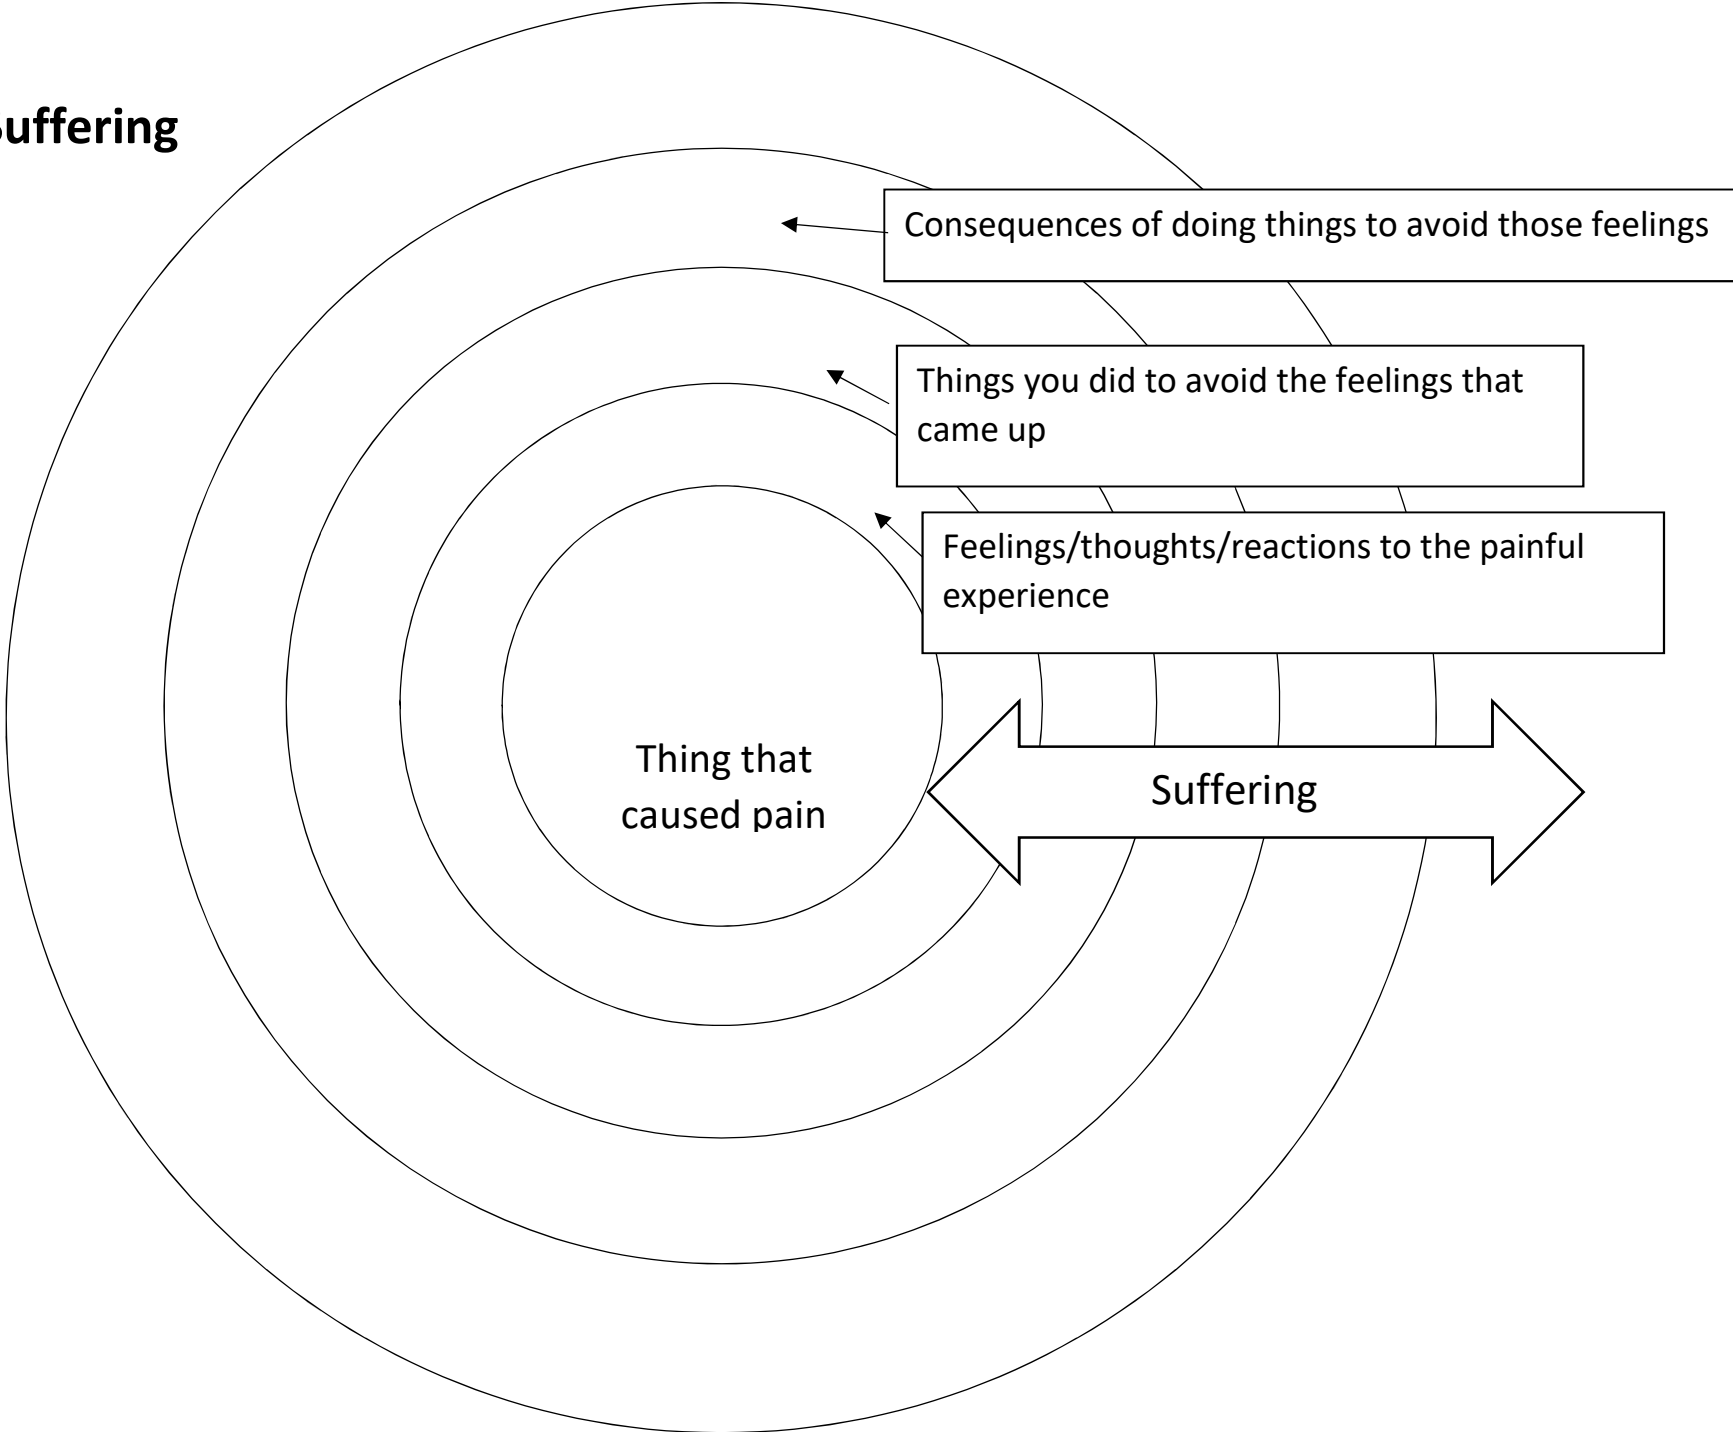 uffering
Consequences of doing things to avoid those feelings
Things you did to avoid the feelings that
came up
Feelings/thoughts/reactions to the painful
experience
Thing that
caused pain
Suffering